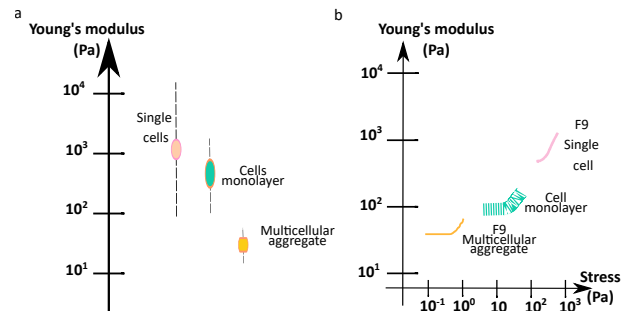 a
Young's modulus
(Pa)
10⁴
10³
10²
10¹
Single
cells
Cells
monolayer
Multicellular
aggregate
b
Young's modulus
(Pa)
10⁴
10³
10²
10¹
F9
Single
cell
Cell
monolayer
F9
Multicellular
aggregate
Stress
(Pa)
10⁻¹ 10⁰ 10¹ 10² 10³